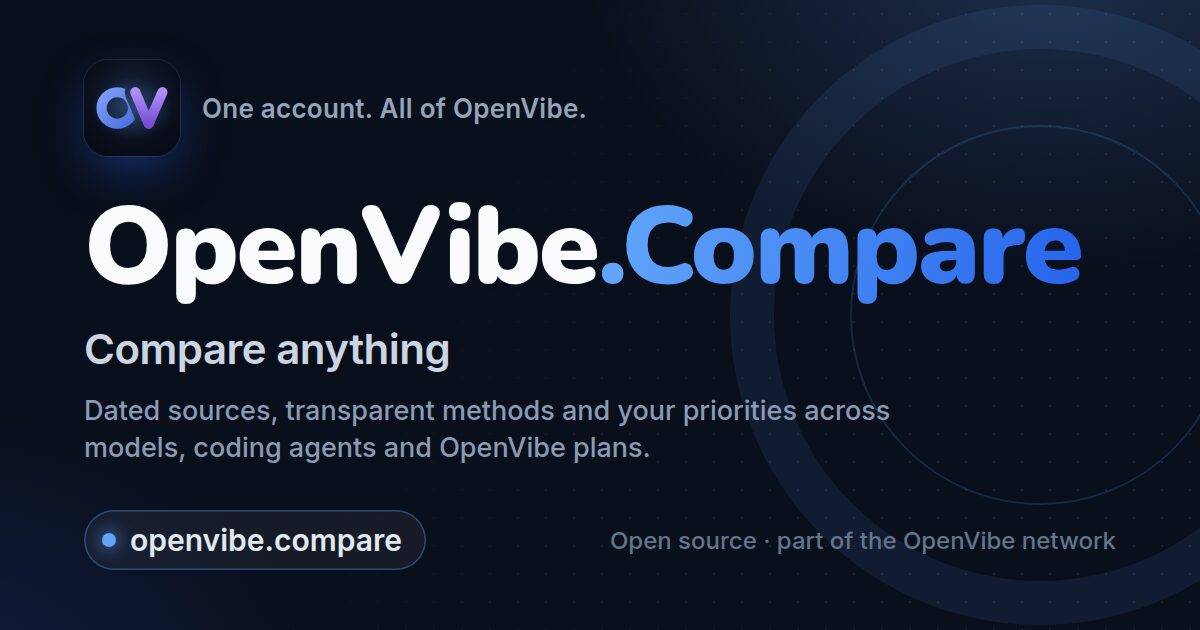 OV
One account. All of OpenVibe.
OpenVibe.Compare
Compare anything
Dated sources, transparent methods and your priorities across
models, coding agents and OpenVibe plans.
openvibe.compare
Open source · part of the OpenVibe network